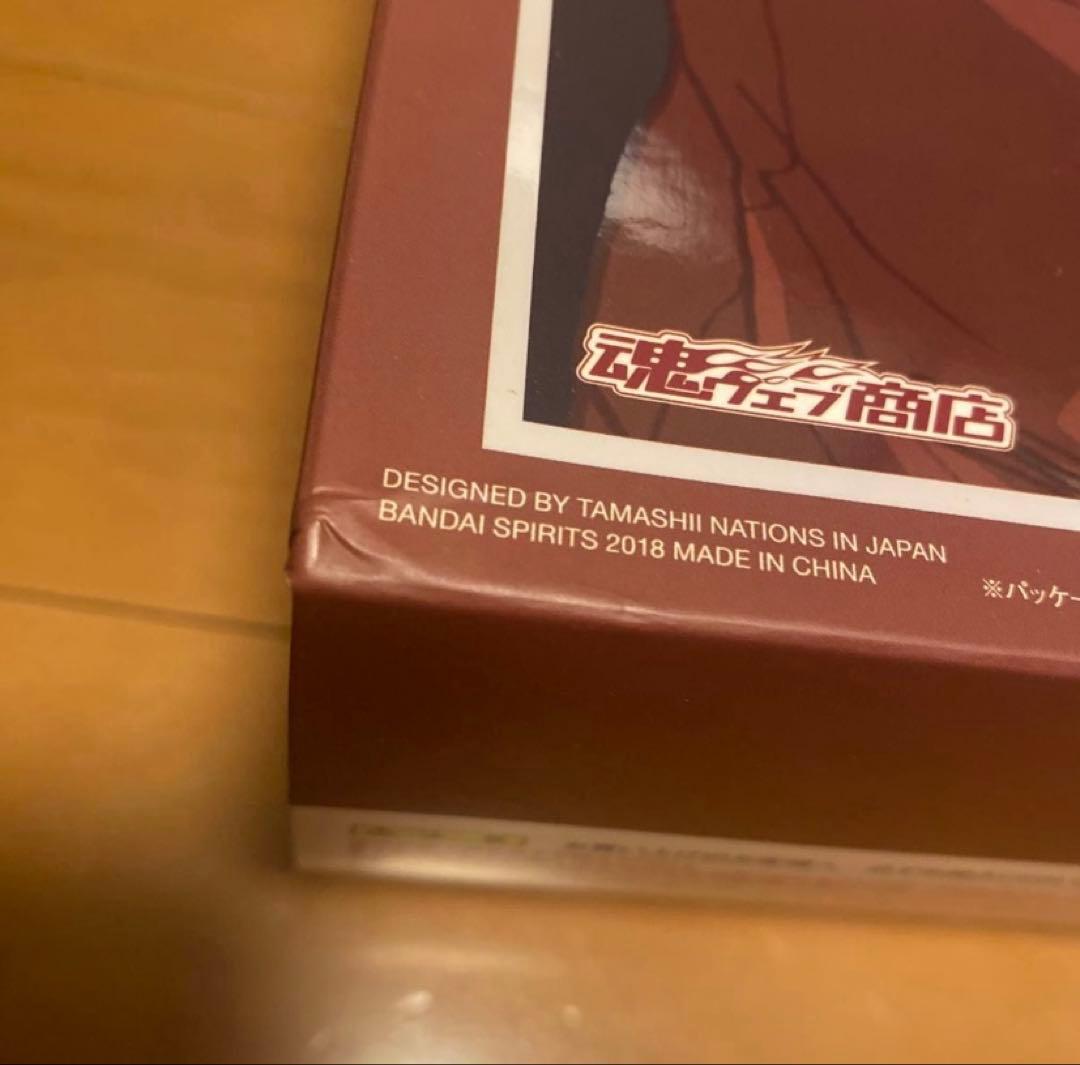 魂ウェブ商店
DESIGNED BY TAMASHII NATIONS IN JAPAN
BANDAI SPIRITS 2018 MADE IN CHINA
※パッケー